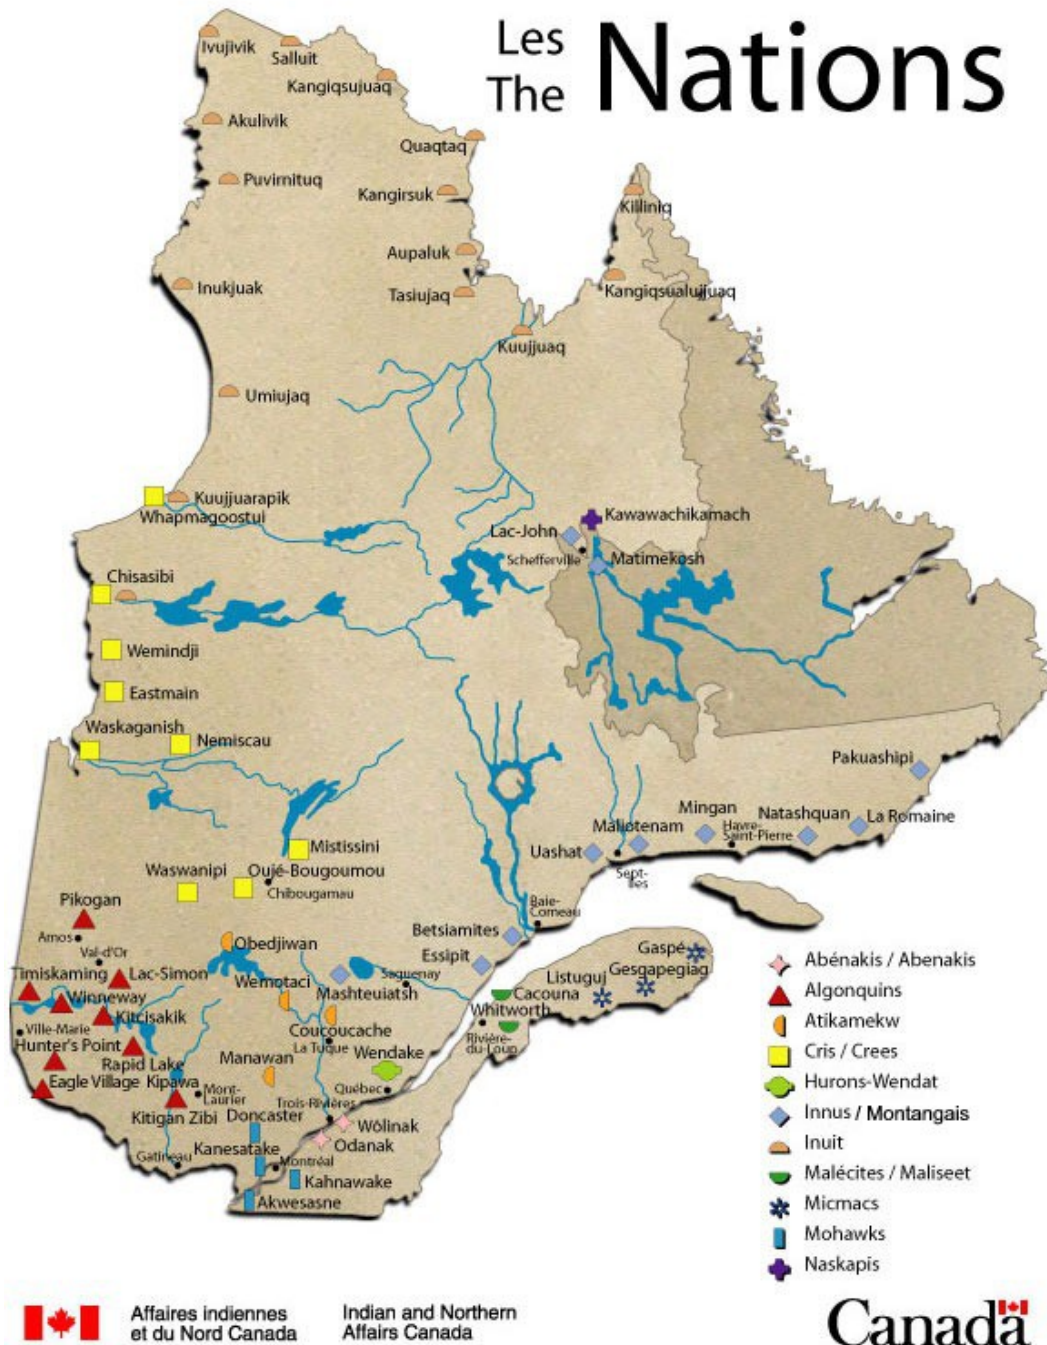 Les
The
Nations
Ivujivik
Salluit
Kangiqsujuaq
Akulivik
Quaqtaq
Puvirnituq
Kangirsuk
Killiniq
Aupaluk
Inukjuak
Tasiujaq
Kangiqsualujjuaq
Kuujjuaq
Umiujaq
Kuujjuarapik
Whapmagoostui
Kawawachikamach
Lac-John
Schefferville
Matimekosh
Chisasibi
Wemindji
Eastmain
Waskaganish
Nemiscau
Pakuashipi
Mingan
Natashquan
La Romaine
Maliotenam
Havre-
Saint-Pierre
Uashat
Sept-
Iles
Mistissini
Waswanipi
Oujé-Bougoumou
Chibougamau
Pikogan
Amos
Val-d'Or
Obedjiwan
Baie-
Comeau
Betsiamites
Essipit
Gaspé
Gesgapegiag
Listuguj
Timiskaming
Lac-Simon
Wemotaci
Saguenay
Mashteuiatsh
Cacouna
Winneway
Kitcisakik
Whitworth
Ville-Marie
Coucoucache
La Tuque
Rivière-
du-Loup
Hunter's Point
Rapid Lake
Manawan
Wendake
Eagle Village Kipawa
Mont-
Laurier
Québec
Kitigan Zibi
Trois-Rivières
Doncaster
Wôlinak
Odanak
Kanesatake
Gatineau
Montréal
Kahnawake
Akwesasne
Abénakis / Abenakis
Algonquins
Atikamekw
Cris / Crees
Hurons-Wendat
Innus / Montangais
Inuit
Malécites / Maliseet
Micmacs
Mohawks
Naskapis
Affaires indiennes
et du Nord Canada
Indian and Northern
Affairs Canada
Canada